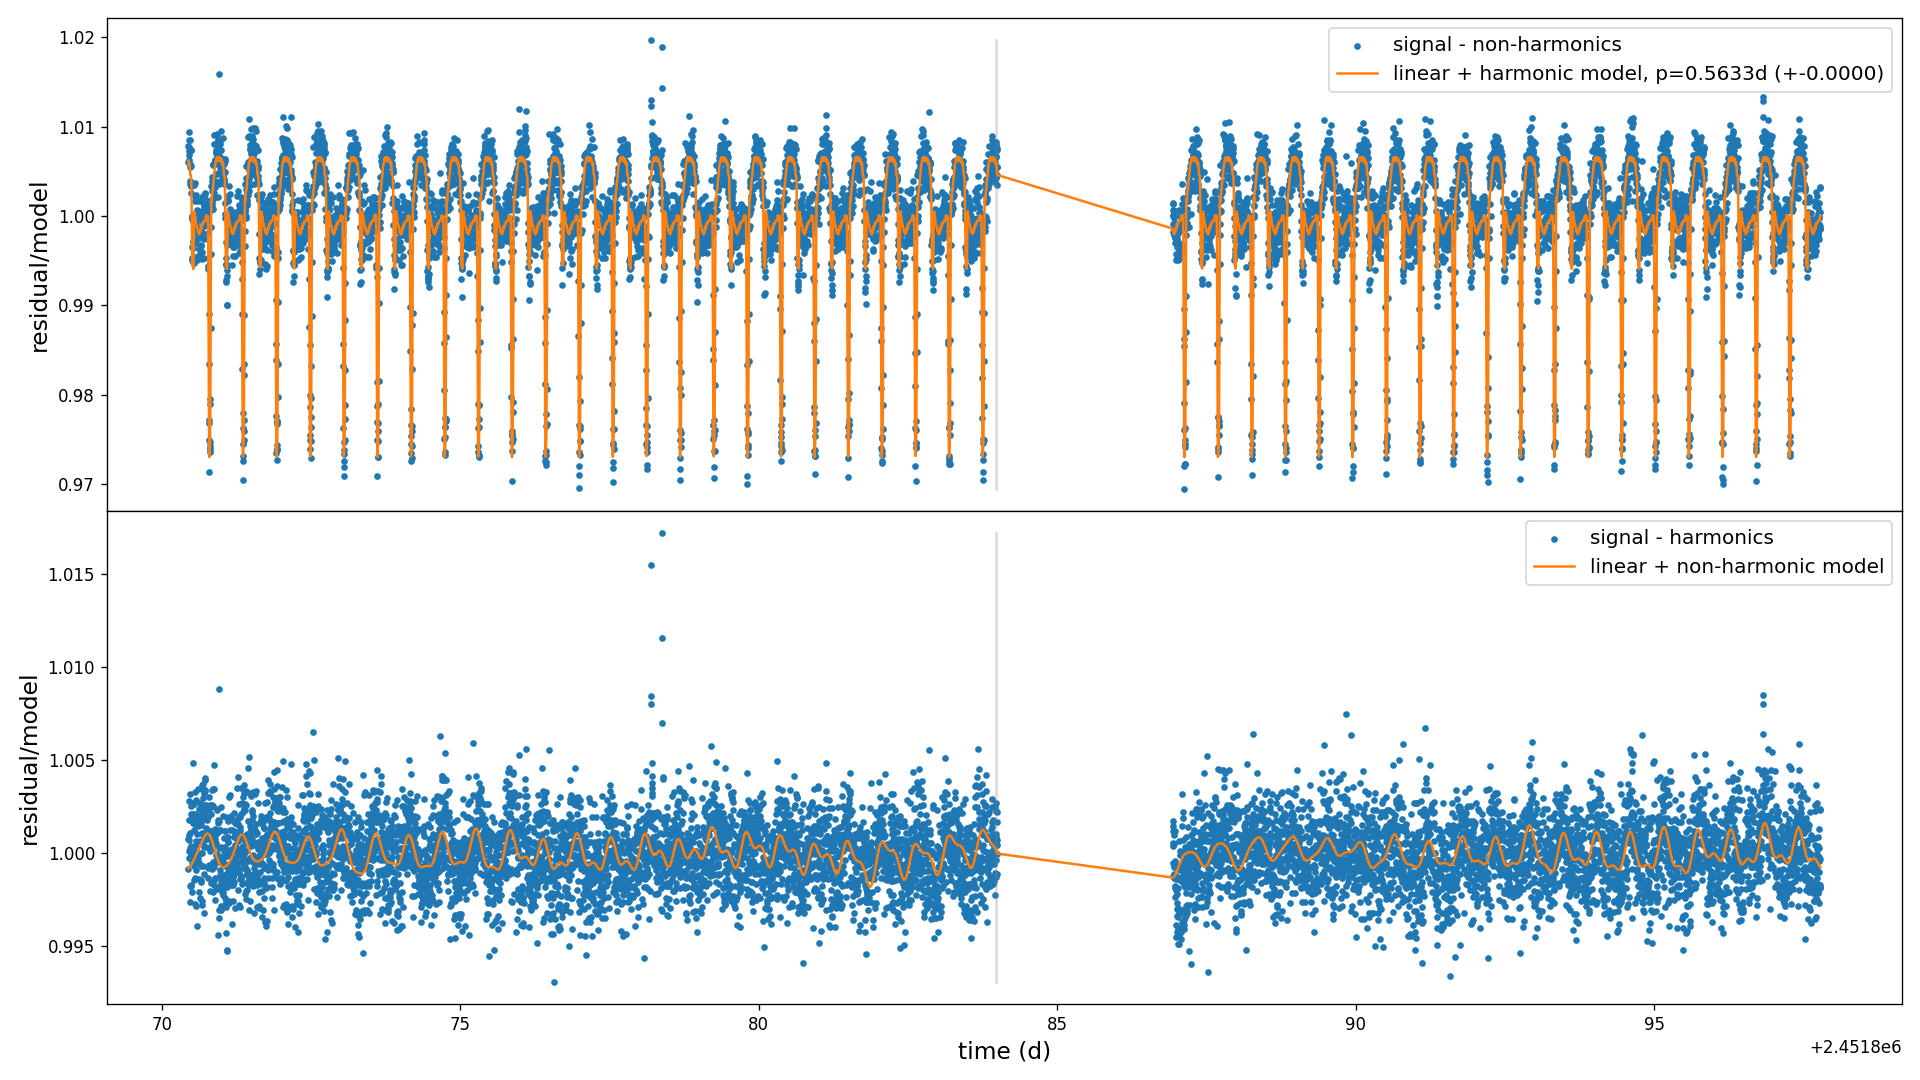 1.02
1.01
1.00
0.99
0.98
0.97
residual/model
signal - non-harmonics
linear + harmonic model, p=0.5633d (+-0.0000)
1.015
1.010
1.005
1.000
0.995
residual/model
signal - harmonics
linear + non-harmonic model
70 75 80 85 90 95
time (d)
+2.4518e6